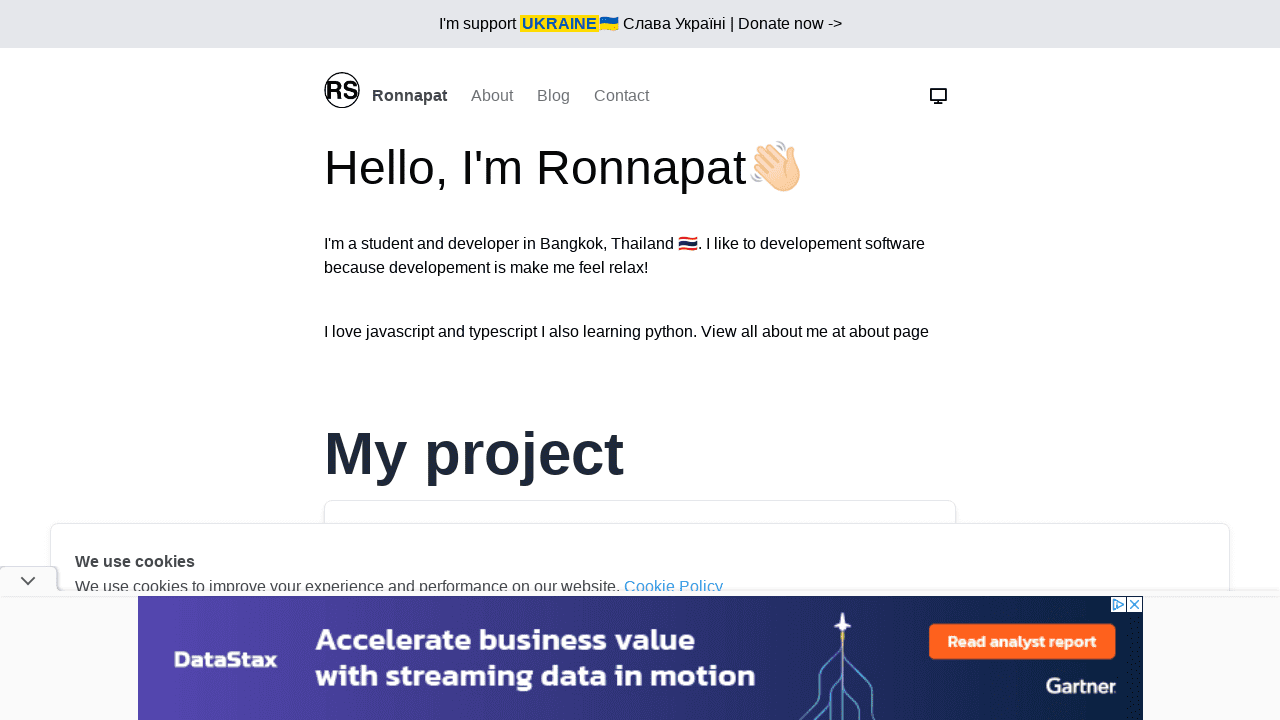 I'm support UKRAINE🇺🇦 Слава Україні | Donate now ->
RS Ronnapat About Blog Contact
Hello, I'm Ronnapat👋🏻
I'm a student and developer in Bangkok, Thailand 🇹🇭. I like to developement software
because developement is make me feel relax!
I love javascript and typescript I also learning python. View all about me at about page
My project
We use cookies
We use cookies to improve your experience and performance on our website. Cookie Policy
DataStax
Accelerate business value
with streaming data in motion
Read analyst report
Gartner